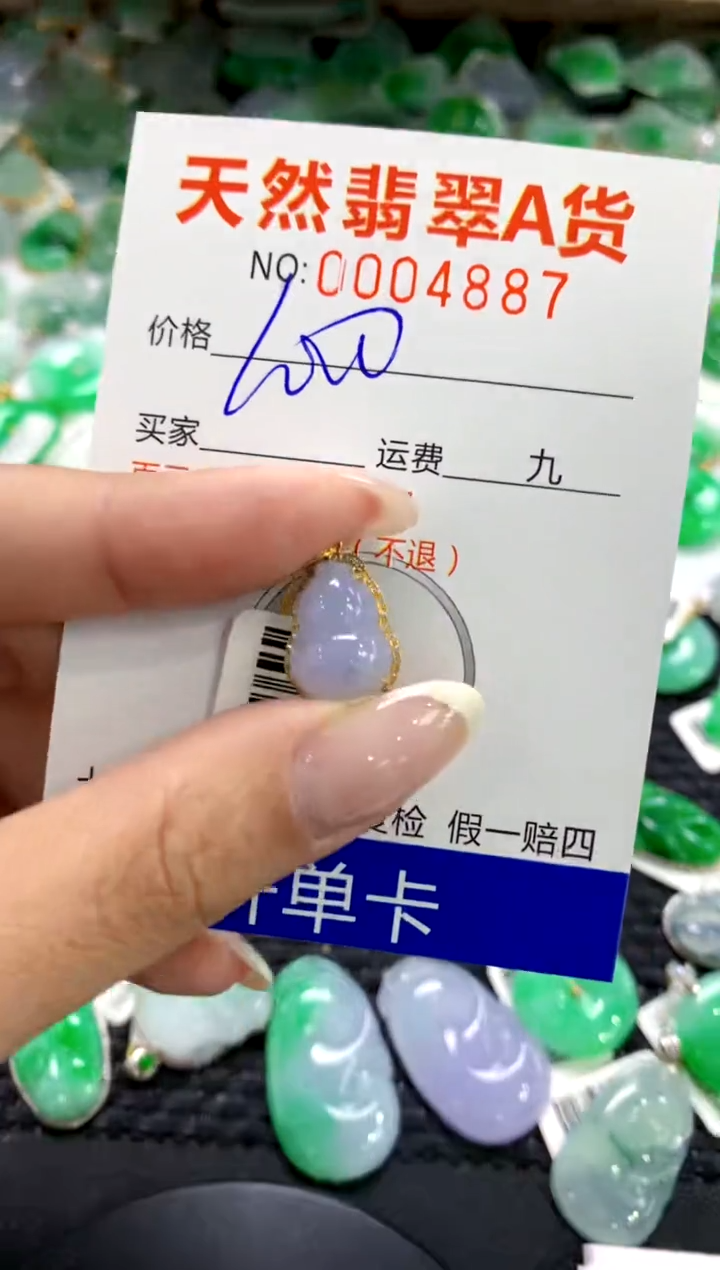 天然翡翠A货
NO: 0004887
价格
买家 运费 九
(不退)
检 假一赔四
单卡